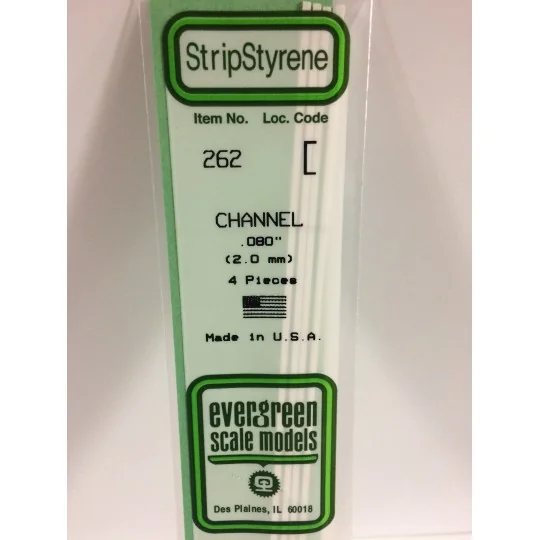 StripStyrene
Item No. Loc. Code
262 [
CHANNEL
.080"
(2.0 mm)
4 Pieces
Made in U.S.A.
evergreen
scale models
Des Plaines, IL 60018